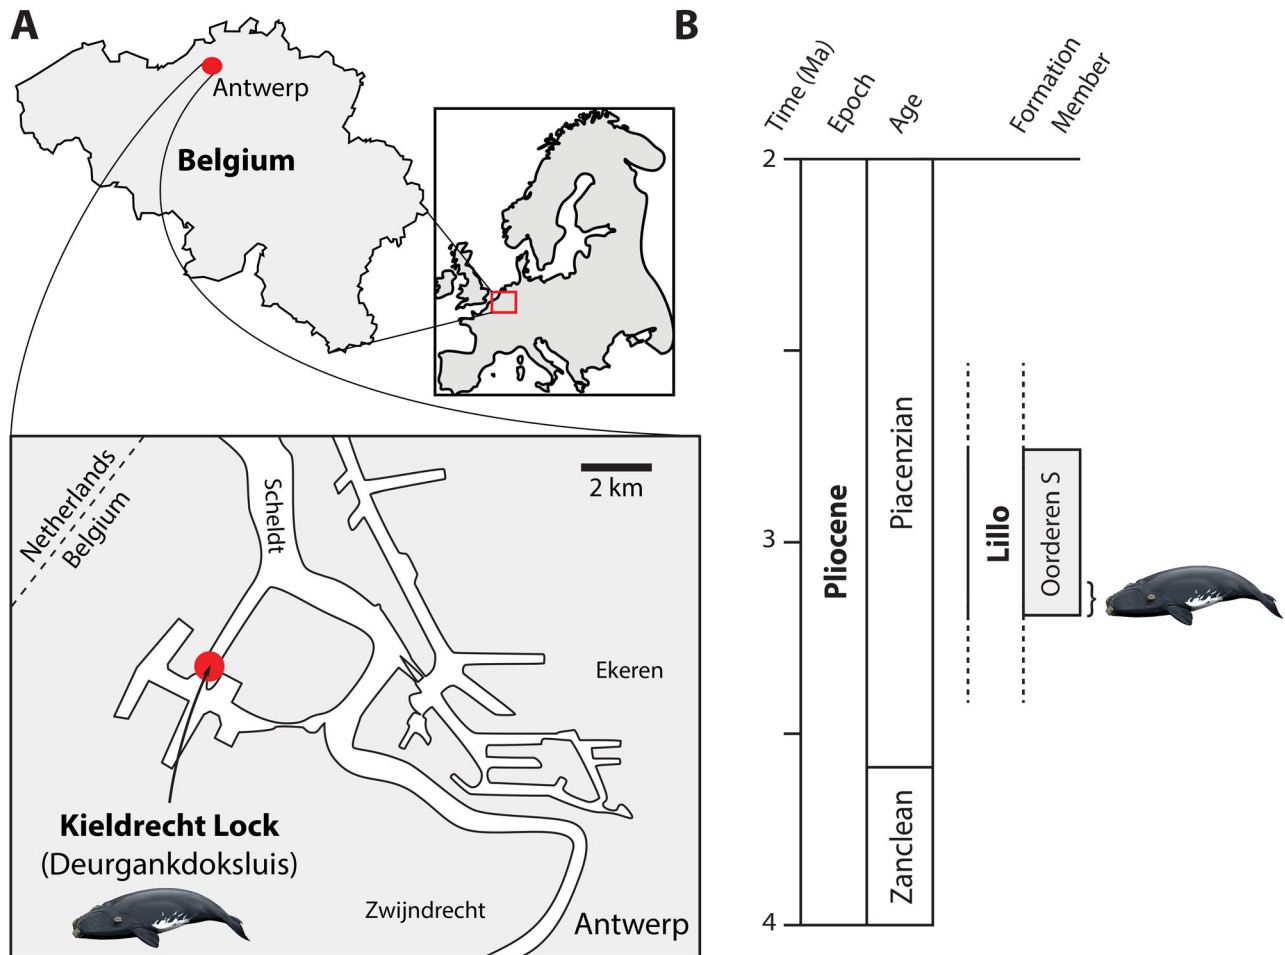 A
Antwerp
Belgium
Netherlands
Belgium
Scheldt
2 km
Ekeren
Kieldrecht Lock
(Deurgankdoksluis)
Zwijndrecht
Antwerp
B
Time (Ma)
Epoch
Age
Formation
Member
2
3
4
Pliocene
Piacenzian
Zanclean
Lillo
Oorderen S